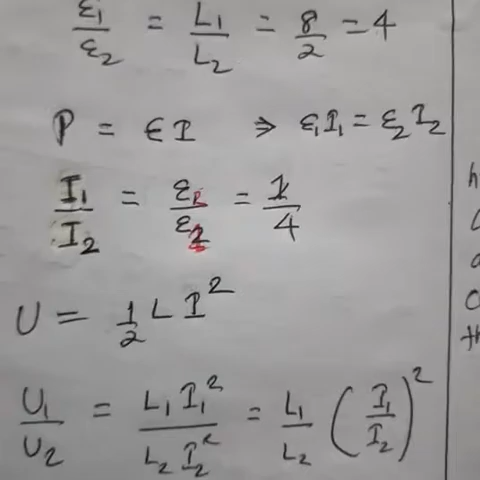 ε₁/ε₂ = L₁/L₂ = 8/2 = 4
P = ϵI ⇒ ε₁I₁ = ε₂I₂
I₁/I₂ = ε₂/ε₁ = 1/4
U = 1/2 L I²
U₁/U₂ = L₁I₁²/L₂I₂² = L₁/L₂ (I₁/I₂)²
h
th